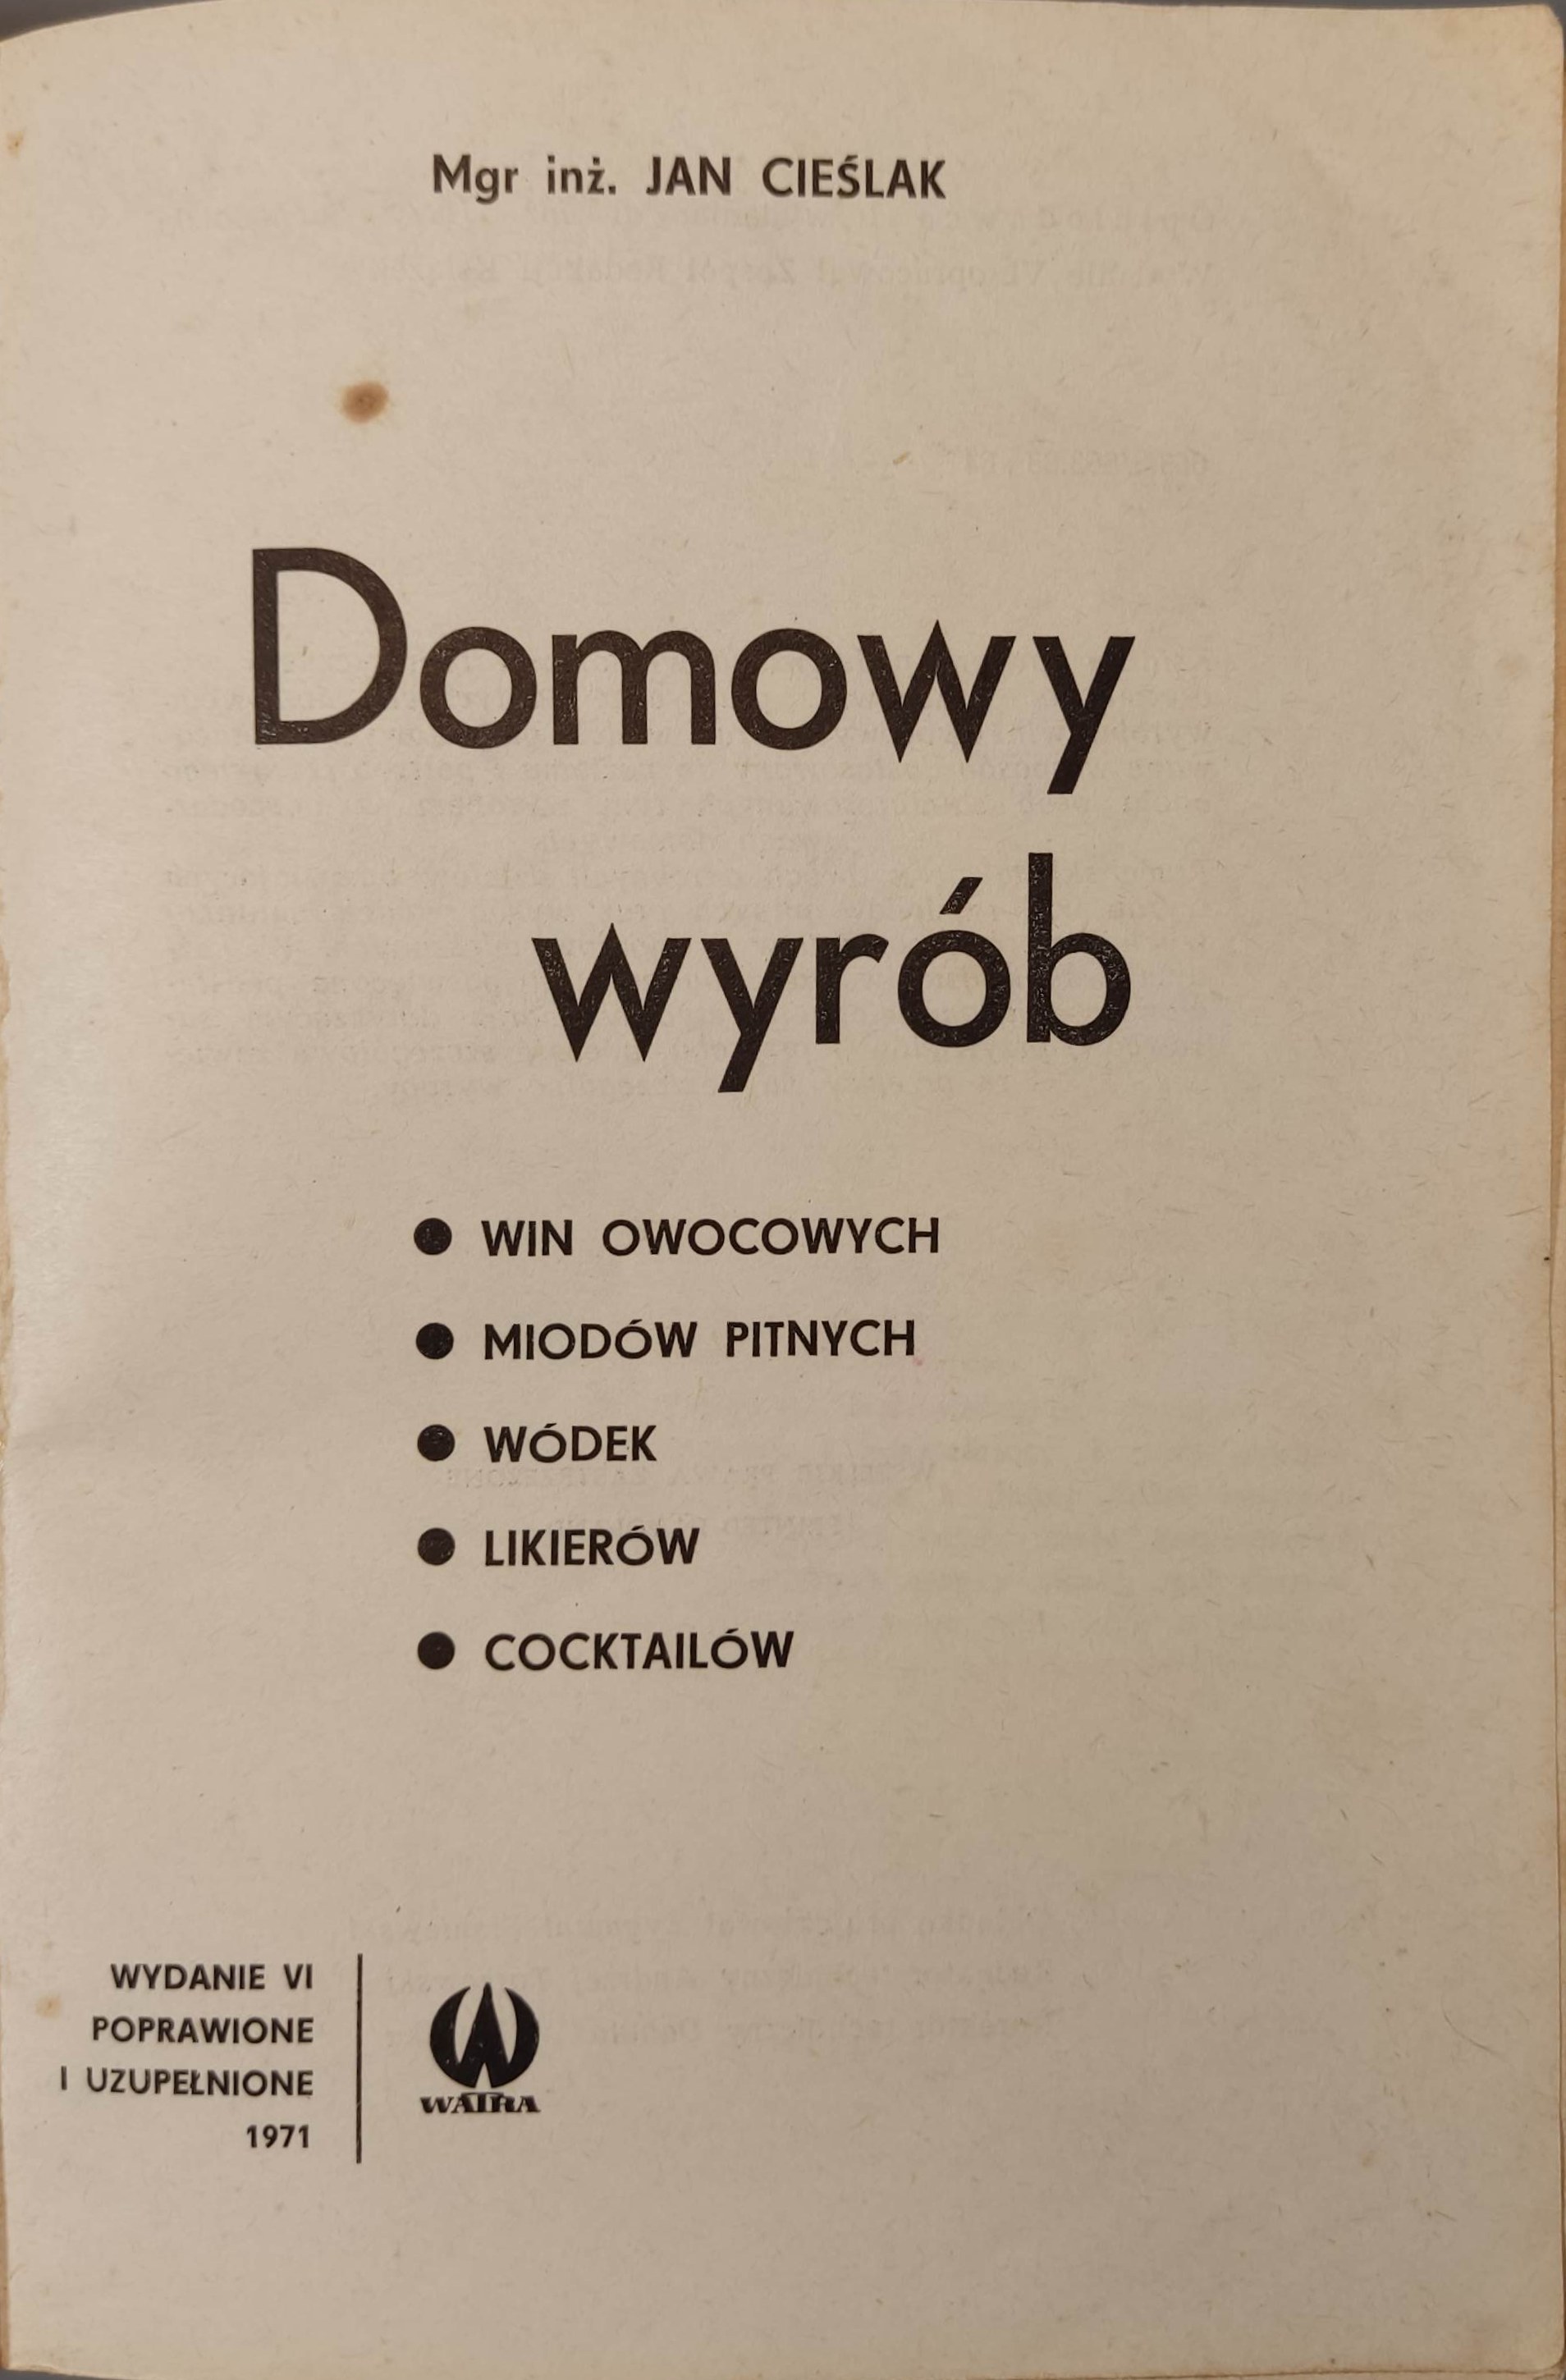 Mgr inż. JAN CIEŚLAK
Domowy
wyrób
● WIN OWOCOWYCH
● MIODÓW PITNYCH
● WÓDEK
● LIKIERÓW
● COCKTAILÓW
WYDANIE VI
POPRAWIONE
I UZUPEŁNIONE
1971
WATRA